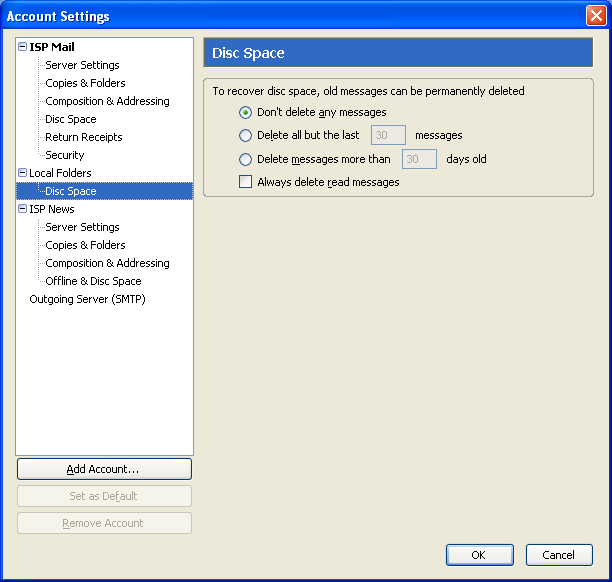 Account Settings
ISP Mail
Server Settings
Copies & Folders
Composition & Addressing
Disc Space
Return Receipts
Security
Local Folders
Disc Space
ISP News
Server Settings
Copies & Folders
Composition & Addressing
Offline & Disc Space
Outgoing Server (SMTP)
Add Account...
Set as Default
Remove Account
Disc Space
To recover disc space, old messages can be permanently deleted
Don't delete any messages
Delete all but the last 30 messages
Delete messages more than 30 days old
Always delete read messages
OK
Cancel